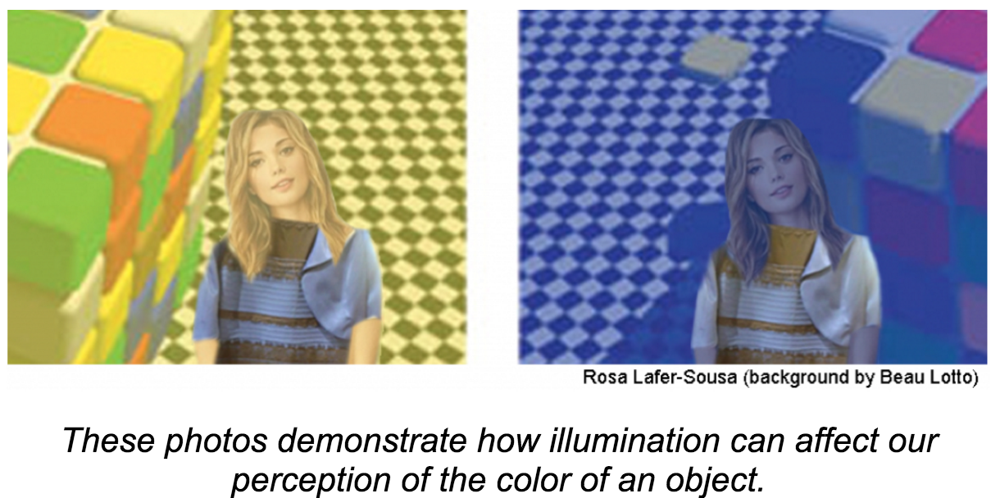 Rosa Lafer-Sousa (background by Beau Lotto)
These photos demonstrate how illumination can affect our
perception of the color of an object.